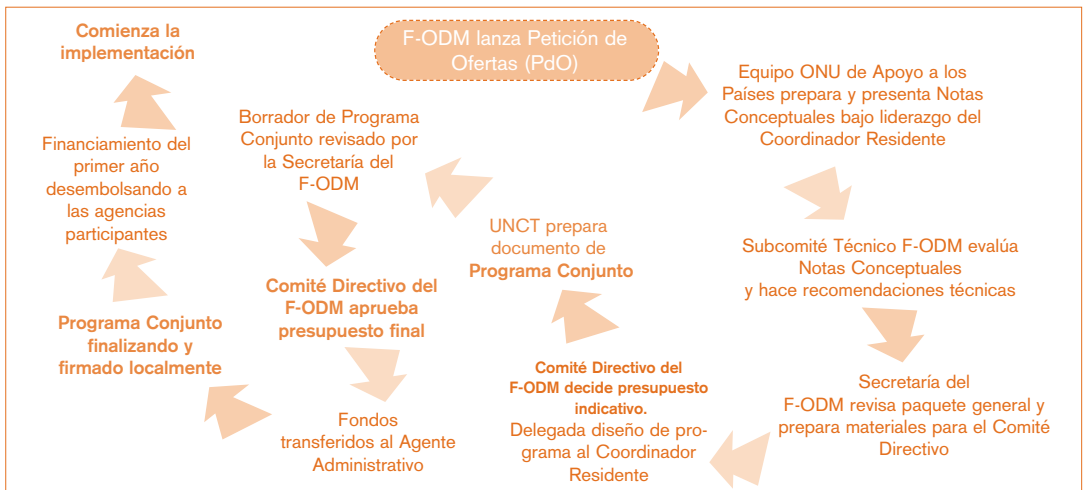 F-ODM lanza Petición de
Ofertas (PdO)
Equipo ONU de Apoyo a los
Países prepara y presenta Notas
Conceptuales bajo liderazgo del
Coordinador Residente
Subcomité Técnico F-ODM evalúa
Notas Conceptuales
y hace recomendaciones técnicas
Secretaría del
F-ODM revisa paquete general y
prepara materiales para el Comité
Directivo
Comité Directivo del
F-ODM decide presupuesto
indicativo.
Delegada diseño de pro-
grama al Coordinador
Residente
UNCT prepara
documento de
Programa Conjunto
Borrador de Programa
Conjunto revisado por
la Secretaría del
F-ODM
Comité Directivo del
F-ODM aprueba
presupuesto final
Fondos
transferidos al Agente
Administrativo
Programa Conjunto
finalizando y
firmado localmente
Financiamiento del
primer año
desembolsando a
las agencias
participantes
Comienza la
implementación